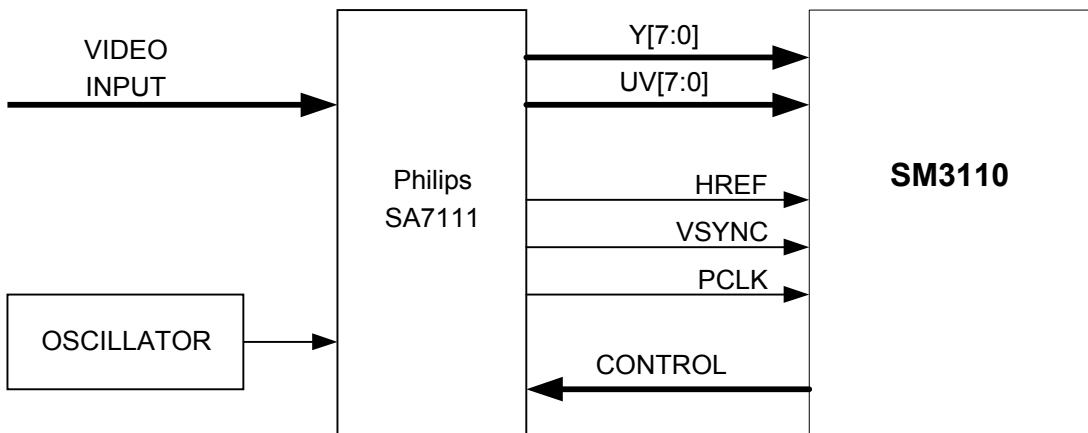 VIDEO
INPUT
Y[7:0]
UV[7:0]
Philips
SA7111
HREF
SM3110
VSYNC
PCLK
OSCILLATOR
CONTROL